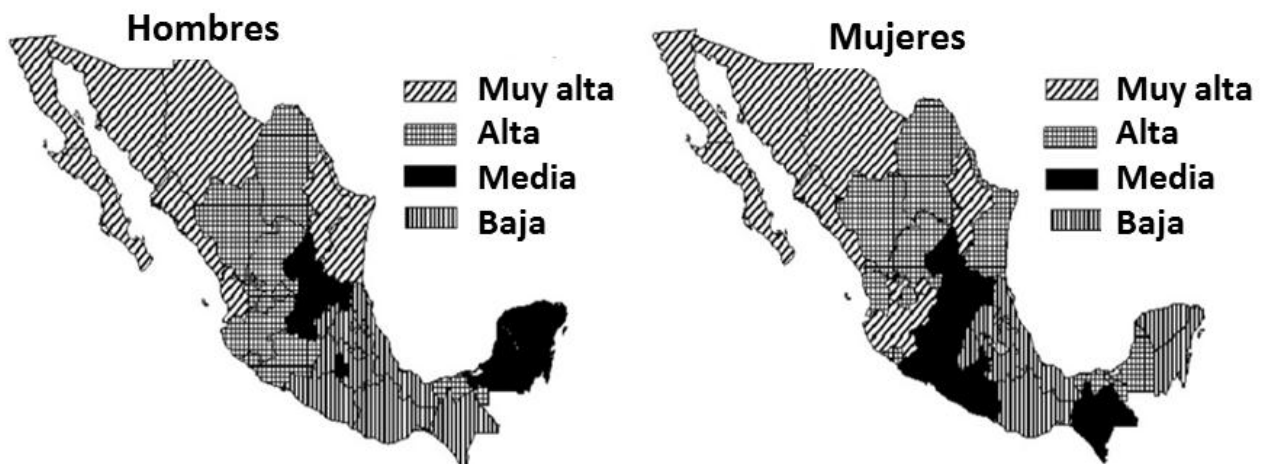 Hombres
Muy alta
Alta
Media
Baja
Mujeres
Muy alta
Alta
Media
Baja